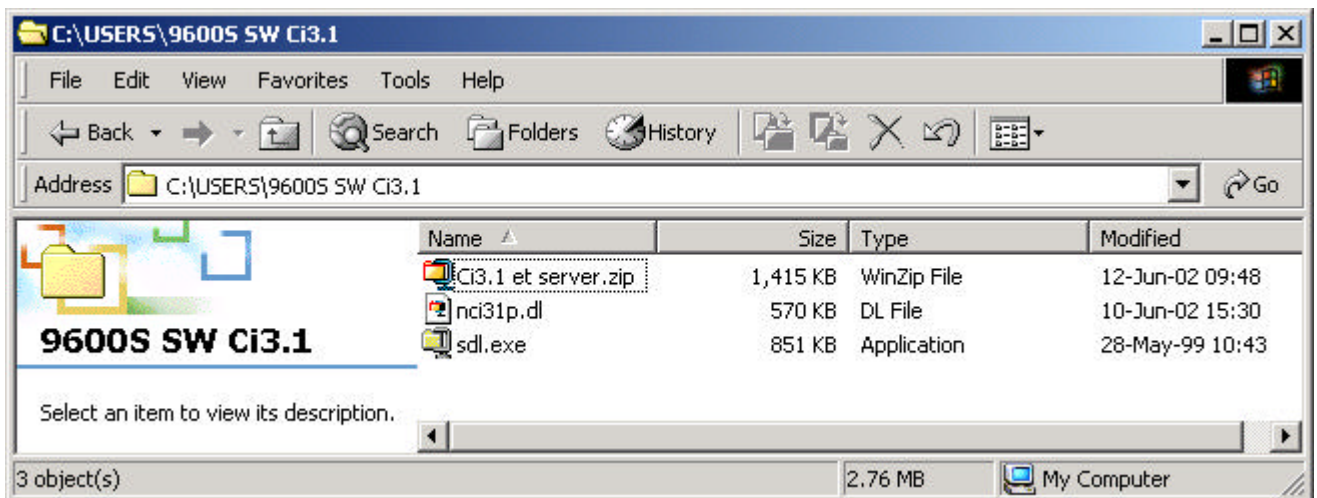 C:\USERS\9600S SW Ci3.1
File Edit View Favorites Tools Help
Back Search Folders History
Address C:\USERS\9600S SW Ci3.1 Go
Name Size Type Modified
Ci3.1 et server.zip 1,415 KB WinZip File 12-Jun-02 09:48
nci31p.dl 570 KB DL File 10-Jun-02 15:30
sdl.exe 851 KB Application 28-May-99 10:43
9600S SW Ci3.1
Select an item to view its description.
3 object(s) 2.76 MB My Computer